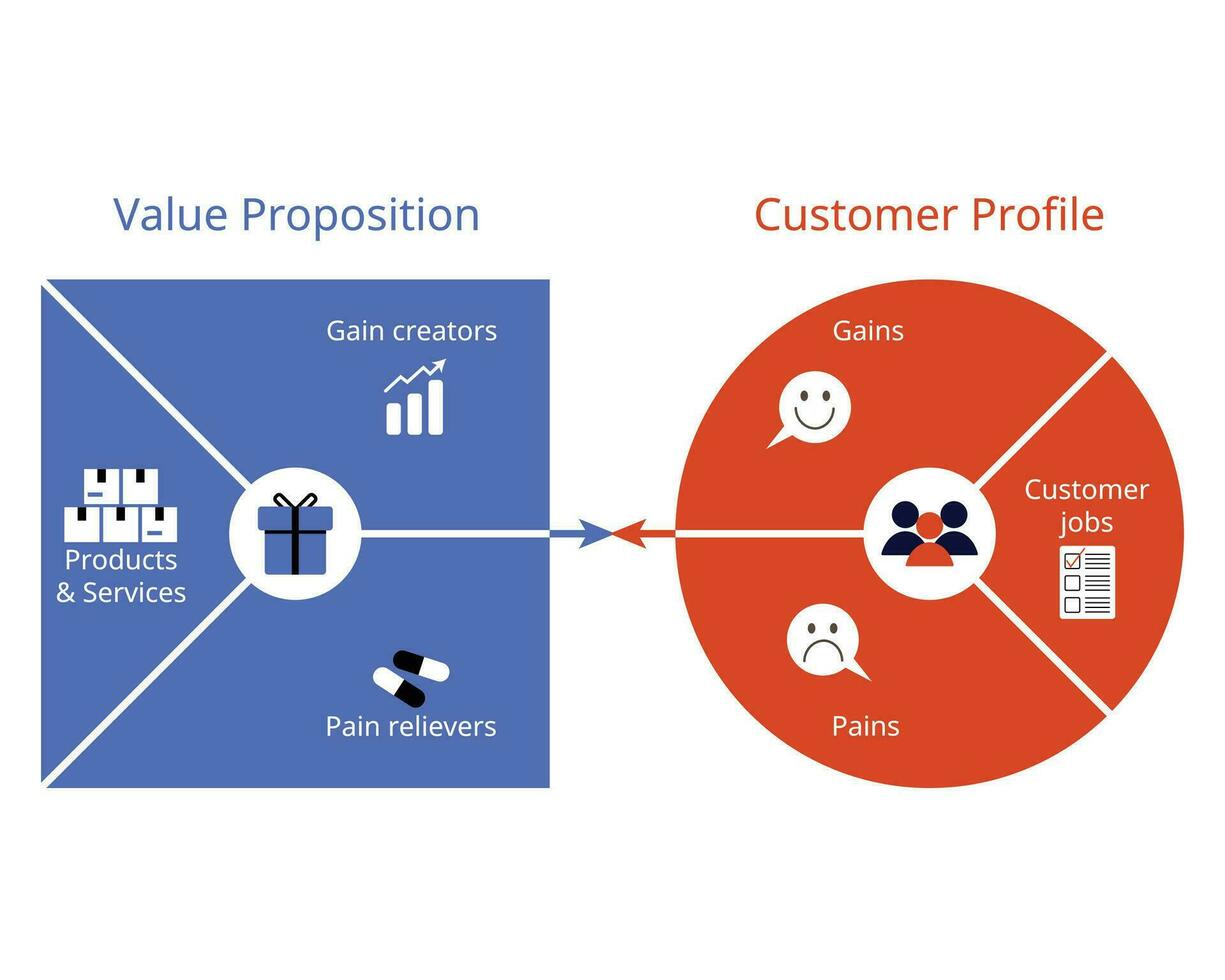 Value Proposition
Customer Profile
Gain creators
Products
& Services
Pain relievers
Gains
Customer
jobs
Pains